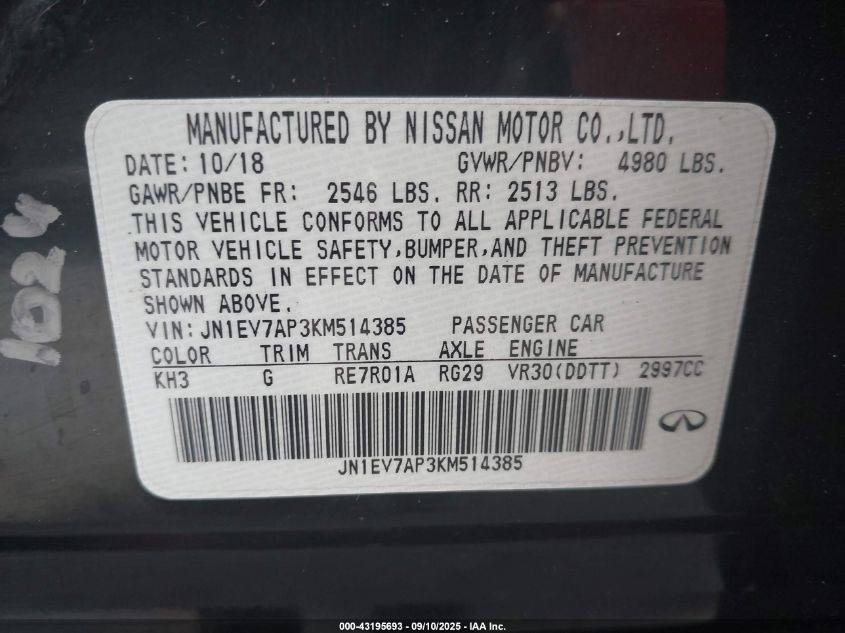 MANUFACTURED BY NISSAN MOTOR CO.,LTD.
DATE: 10/18 GVWR/PNBV: 4980 LBS.
GAWR/PNBE FR: 2546 LBS. RR: 2513 LBS.
THIS VEHICLE CONFORMS TO ALL APPLICABLE FEDERAL
MOTOR VEHICLE SAFETY,BUMPER,AND THEFT PREVENTION
STANDARDS IN EFFECT ON THE DATE OF MANUFACTURE
SHOWN ABOVE.
VIN:JN1EV7AP3KM514385 PASSENGER CAR
COLOR TRIM TRANS AXLE ENGINE
KH3 G RE7R01A RG29 VR30(DDTT) 2997CC
JN1EV7AP3KM514385
000-43195693 - 09/10/2025 - IAA Inc.